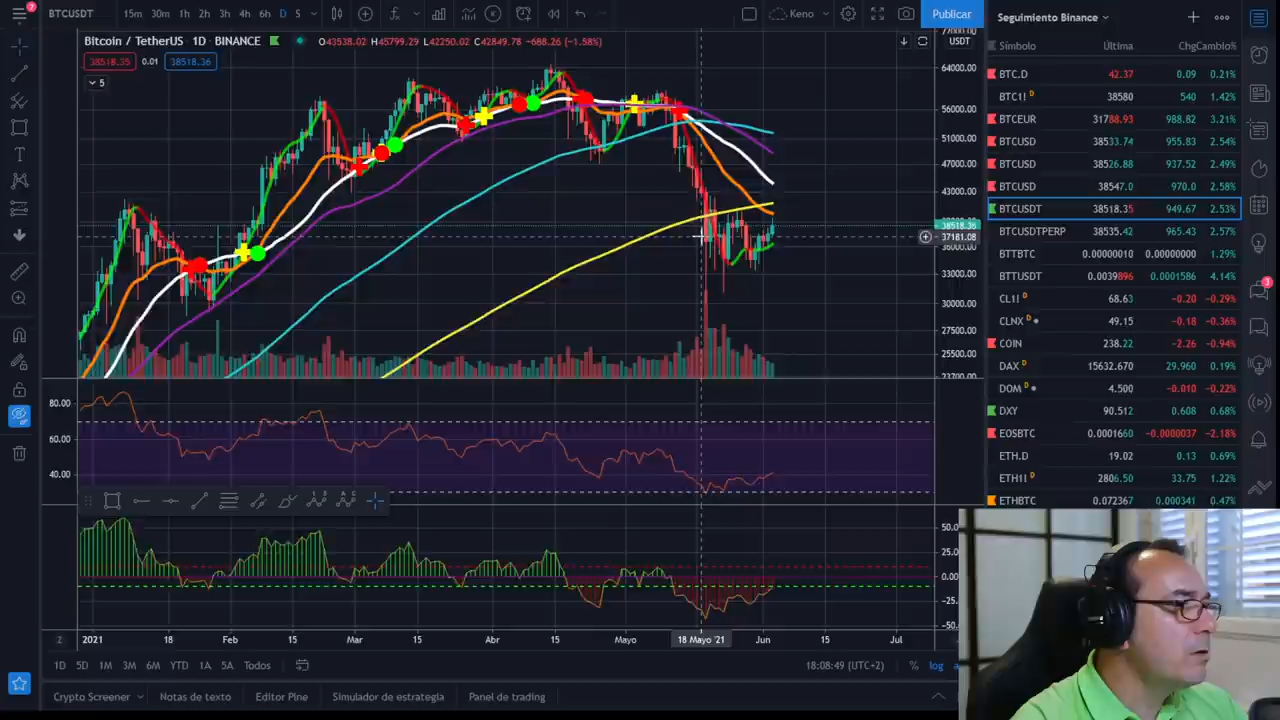 7
BTCUSDT
15m 30m 1h 2h 3h 4h 6h D S
Keno
Publicar
Bitcoin / TetherUS 1D · BINANCE O43538.02 H45799.29 L42250.02 C42849.78 -688.26 (-1.58%)
USDT
38518.35 0.01 38518.36
5
64000.00
56000.00
51000.00
47000.00
43000.00
38518.36
37181.08
33000.00
30000.00
27500.00
25500.00
80.00
60.00
40.00
25.00
0.00
2021 18 Feb 15 Mar 15 Abr 15 Mayo 18 Mayo '21 Jun 15 Jul
Z
1D 5D 1M 3M 6M YTD 1A 5A Todos
18:08:49 (UTC+2) % log
Crypto Screener Notas de texto Editor Pine Simulador de estrategia Panel de trading
Seguimiento Binance
Símbolo Última Chg Cambio%
BTC.D 42.37 0.09 0.21%
BTC1! D 38580 540 1.42%
BTCEUR 31788.93 988.82 3.21%
BTCUSD 38533.74 955.83 2.54%
BTCUSD 38526.88 937.52 2.49%
BTCUSD 38547.0 970.0 2.58%
BTCUSDT 38518.35 949.67 2.53%
BTCUSDTPERP 38535.42 965.43 2.57%
BTTBTC 0.00000010 0.00000000 1.29%
BTTUSDT 0.0039896 0.0001586 4.14%
CL1! D 68.63 -0.20 -0.29%
CLNX D 49.15 -0.18 -0.36%
COIN 238.22 -2.26 -0.94%
DAX D 15632.670 29.960 0.19%
DOM D 4.500 -0.010 -0.22%
DXY 90.512 0.608 0.68%
EOSBTC 0.0001660 -0.0000037 -2.18%
ETH.D 19.02 0.13 0.69%
ETH1! D 2806.50 33.75 1.22%
ETHBTC 0.072367 0.000341 0.47%
3